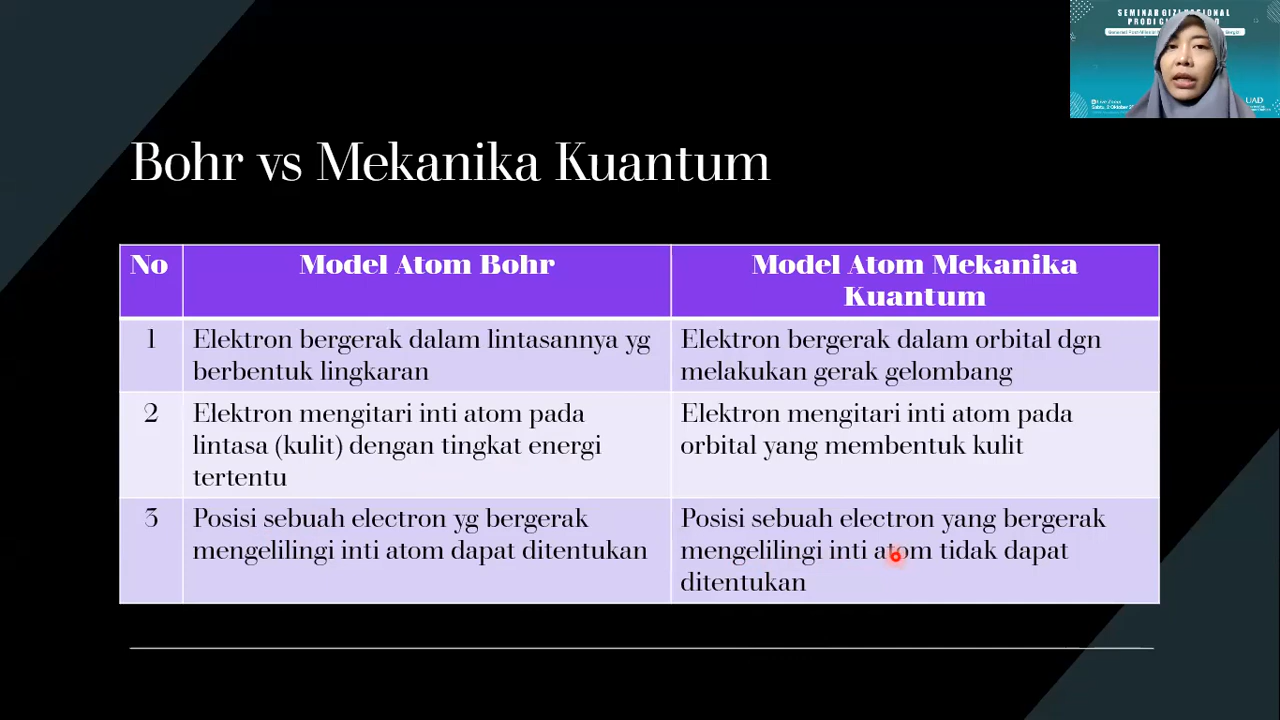 SEMINAR GIZI NASIONAL
PRODI
Bohr vs Mekanika Kuantum
No
Model Atom Bohr
Model Atom Mekanika
Kuantum
1
Elektron bergerak dalam lintasannya yg
berbentuk lingkaran
Elektron bergerak dalam orbital dgn
melakukan gerak gelombang
2
Elektron mengitari inti atom pada
lintasa (kulit) dengan tingkat energi
tertentu
Elektron mengitari inti atom pada
orbital yang membentuk kulit
3
Posisi sebuah electron yg bergerak
mengelilingi inti atom dapat ditentukan
Posisi sebuah electron yang bergerak
mengelilingi inti atom tidak dapat
ditentukan
UAD